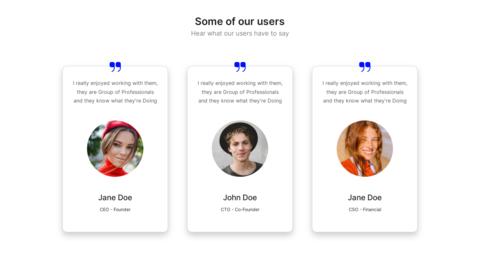 Some of our users
Hear what our users have to say
I really enjoyed working with them,
they are Group of Professionals
and they know what they're Doing
Jane Doe
CEO - Founder
I really enjoyed working with them,
they are Group of Professionals
and they know what they're Doing
John Doe
CTO - Co-Founder
I really enjoyed working with them,
they are Group of Professionals
and they know what they're Doing
Jane Doe
CSO - Financial